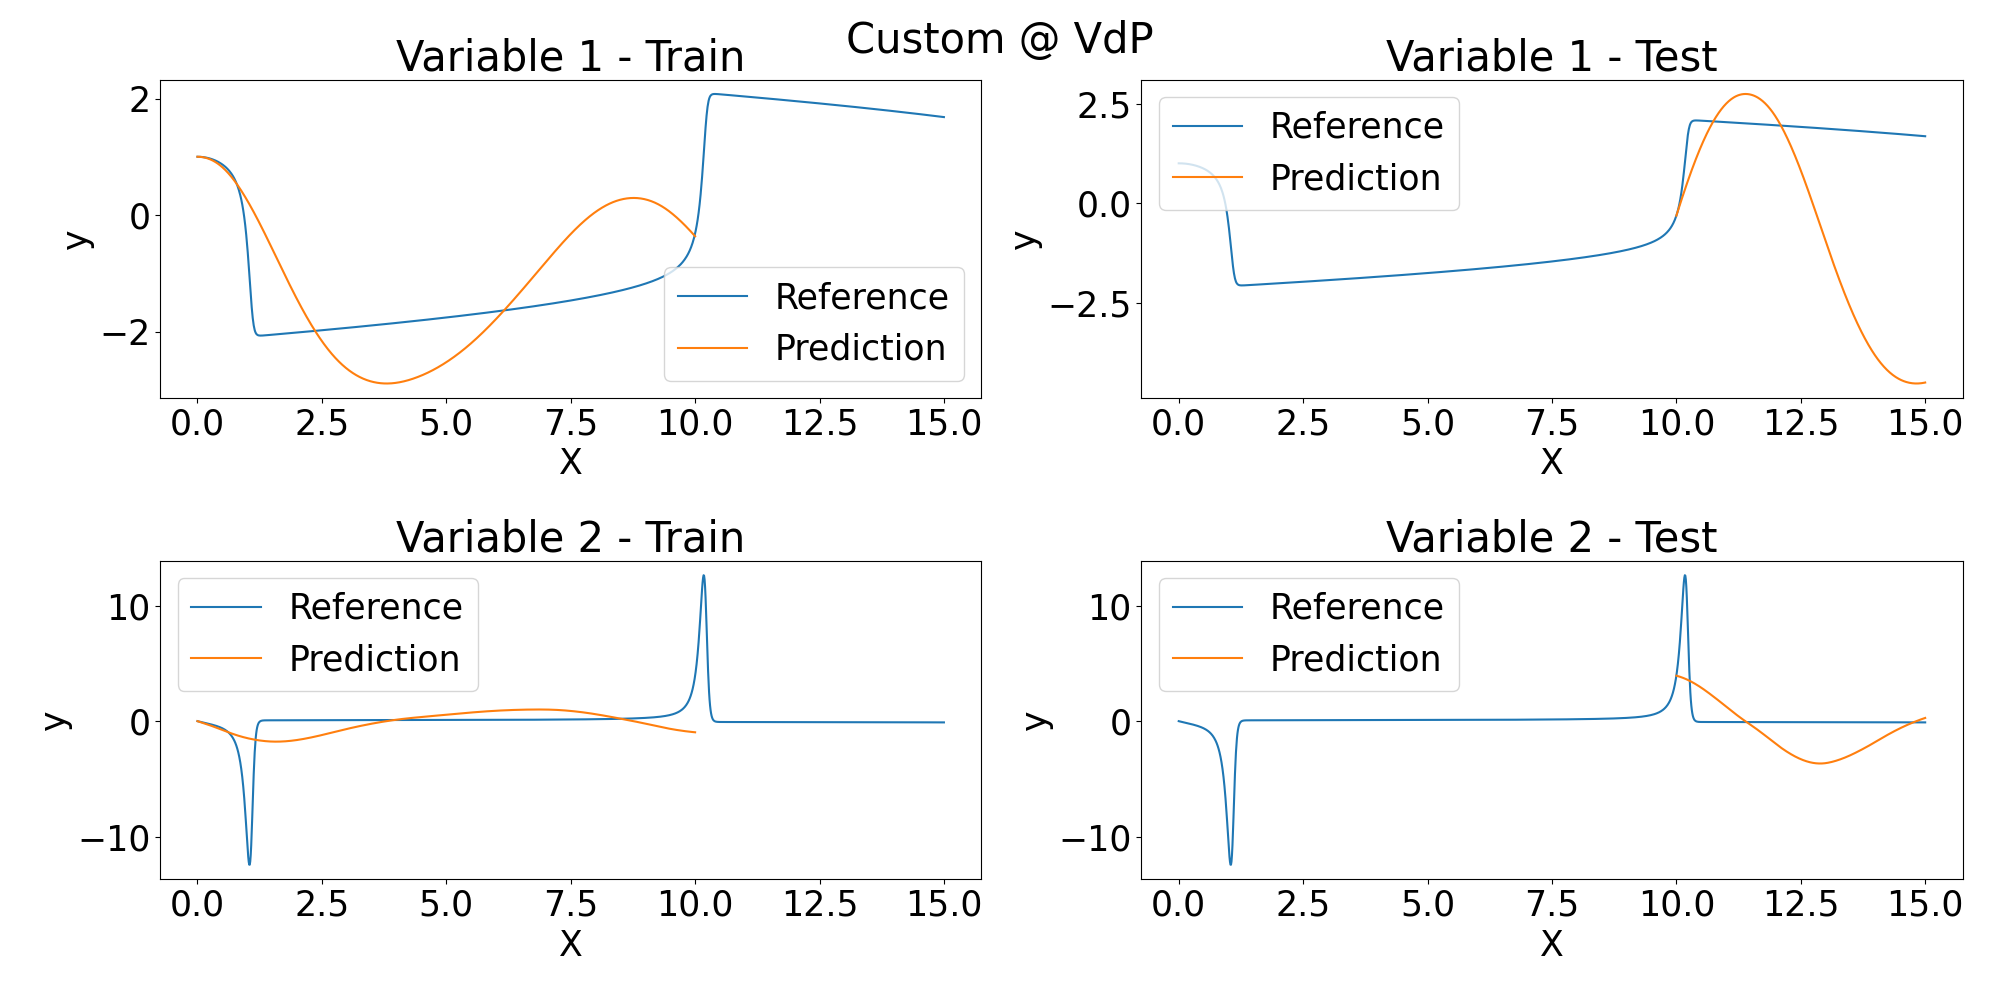 Custom @ VdP
Variable 1 - Train
2
0
−2
y
Reference
Prediction
0.0 2.5 5.0 7.5 10.0 12.5 15.0
X
Variable 1 - Test
2.5
0.0
−2.5
y
Reference
Prediction
0.0 2.5 5.0 7.5 10.0 12.5 15.0
X
Variable 2 - Train
10
0
−10
y
Reference
Prediction
0.0 2.5 5.0 7.5 10.0 12.5 15.0
X
Variable 2 - Test
10
0
−10
y
Reference
Prediction
0.0 2.5 5.0 7.5 10.0 12.5 15.0
X